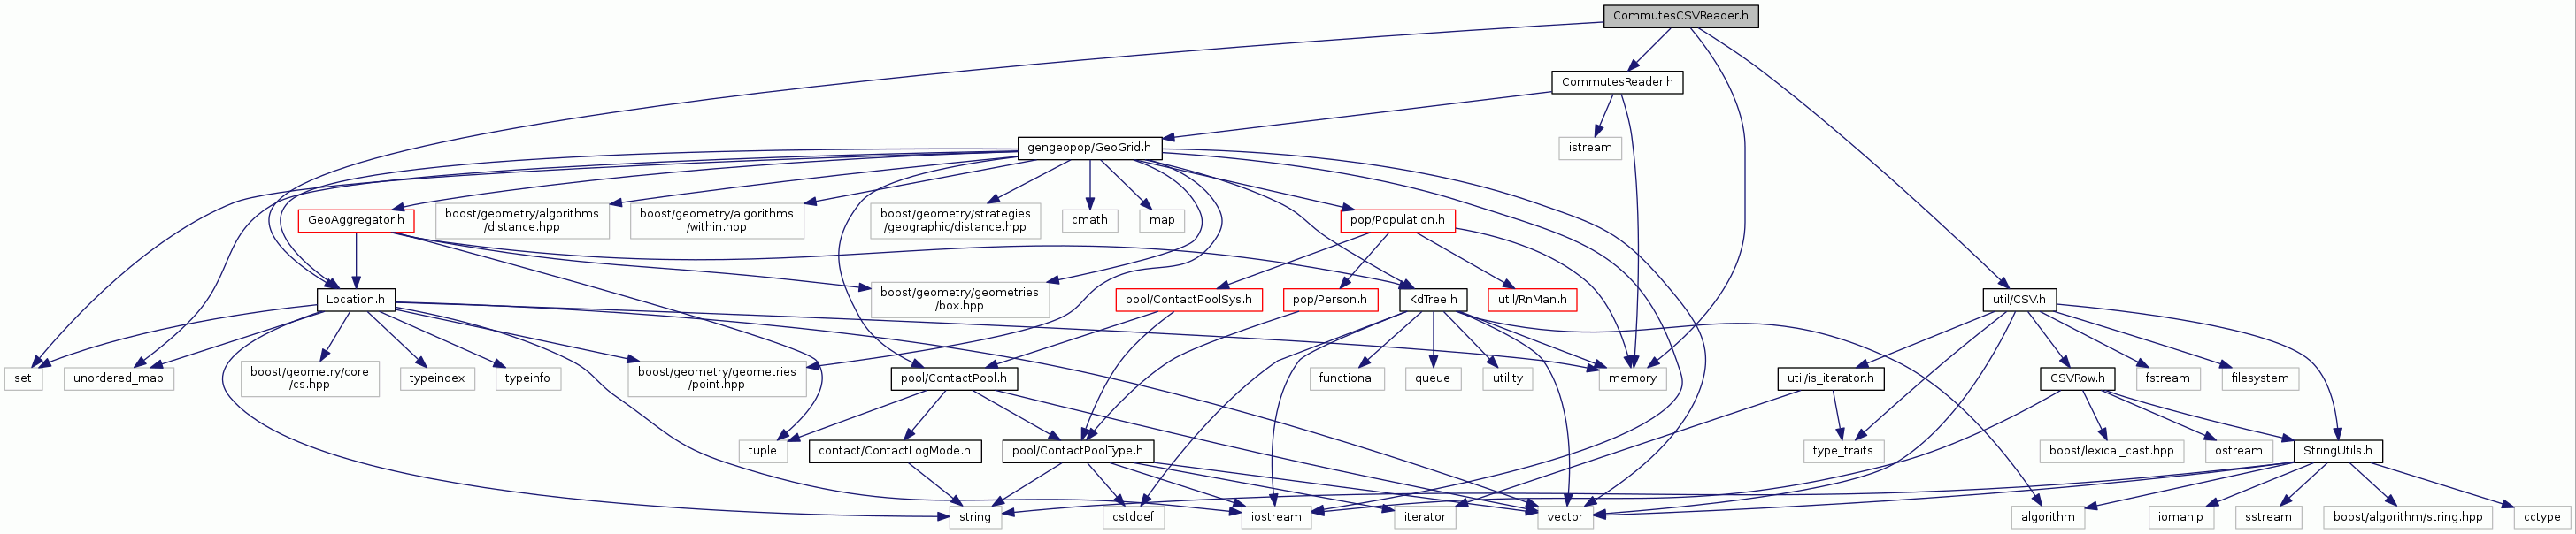 CommutesCSVReader.h
CommutesReader.h
gengeopop/GeoGrid.h
istream
GeoAggregator.h
boost/geometry/algorithms
/distance.hpp
boost/geometry/algorithms
/within.hpp
boost/geometry/strategies
/geographic/distance.hpp
cmath
map
pop/Population.h
Location.h
boost/geometry/geometries
/box.hpp
pool/ContactPoolSys.h
pop/Person.h
KdTree.h
util/RnMan.h
util/CSV.h
set
unordered_map
boost/geometry/core
/cs.hpp
typeindex
typeinfo
boost/geometry/geometries
/point.hpp
pool/ContactPool.h
functional
queue
utility
memory
util/is_iterator.h
CSVRow.h
fstream
filesystem
tuple
contact/ContactLogMode.h
pool/ContactPoolType.h
type_traits
boost/lexical_cast.hpp
ostream
StringUtils.h
string
cstddef
iostream
iterator
vector
algorithm
iomanip
sstream
boost/algorithm/string.hpp
cctype